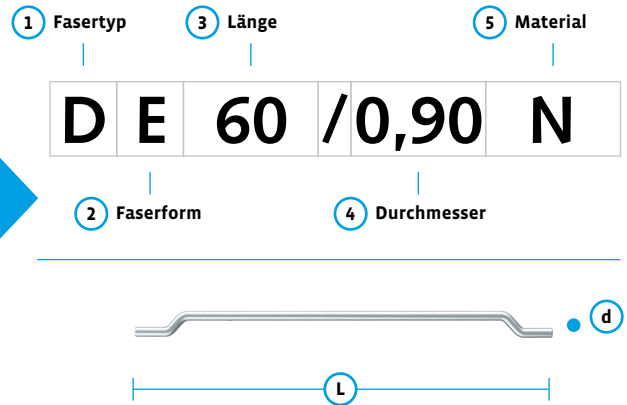 1 Fasertyp 3 Länge 5 Material
D E 60 / 0,90 N
2 Faserform 4 Durchmesser
d
L